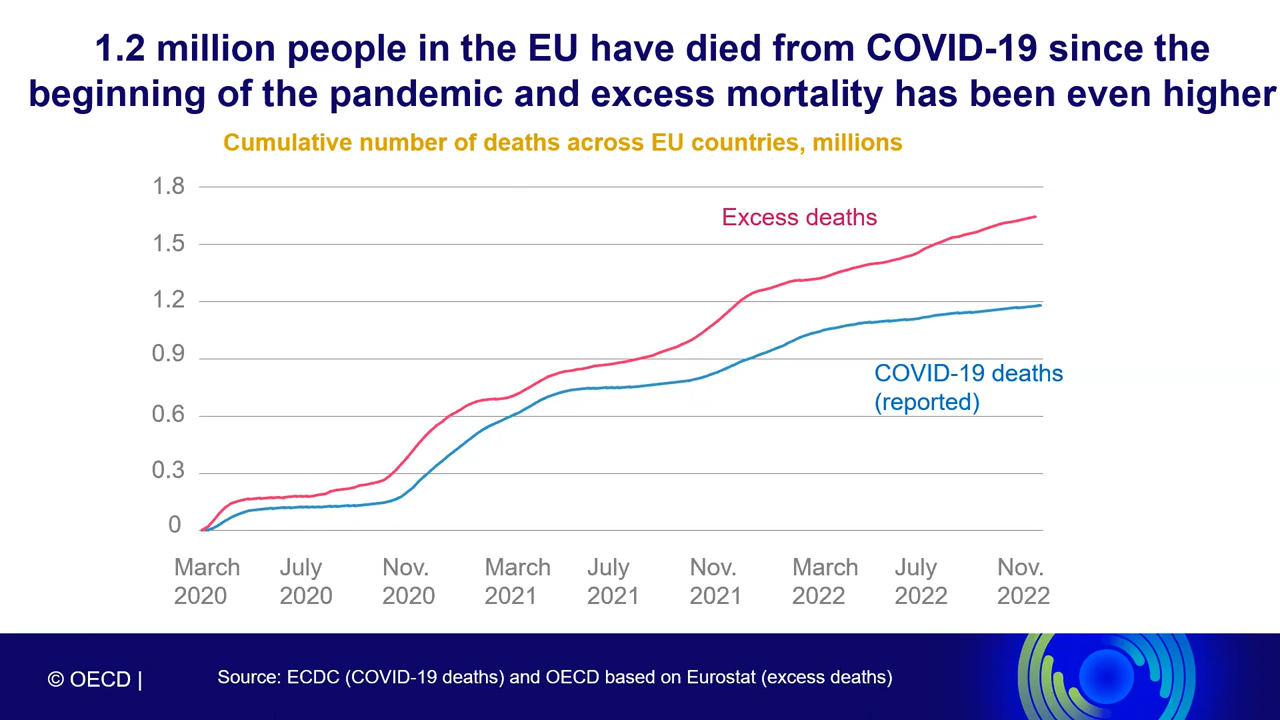 1.2 million people in the EU have died from COVID-19 since the
beginning of the pandemic and excess mortality has been even higher
Cumulative number of deaths across EU countries, millions
1.8
1.5
1.2
0.9
0.6
0.3
0
Excess deaths
COVID-19 deaths
(reported)
March July Nov. March July Nov. March July Nov.
2020 2020 2020 2021 2021 2021 2022 2022 2022
© OECD |
Source: ECDC (COVID-19 deaths) and OECD based on Eurostat (excess deaths)